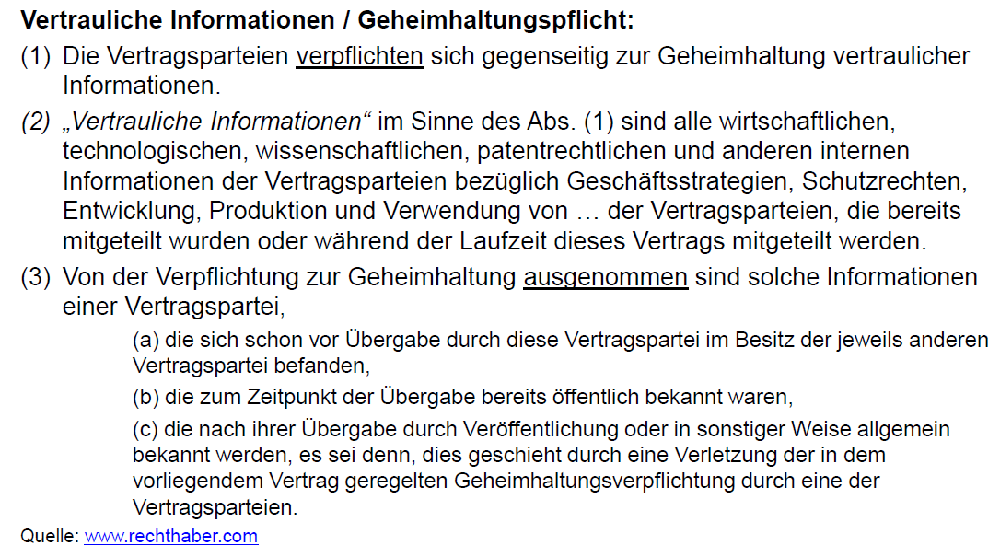 Vertrauliche Informationen / Geheimhaltungspflicht:
(1) Die Vertragsparteien verpflichten sich gegenseitig zur Geheimhaltung vertraulicher
Informationen.
(2) „Vertrauliche Informationen“ im Sinne des Abs. (1) sind alle wirtschaftlichen,
technologischen, wissenschaftlichen, patentrechtlichen und anderen internen
Informationen der Vertragsparteien bezüglich Geschäftsstrategien, Schutzrechten,
Entwicklung, Produktion und Verwendung von … der Vertragsparteien, die bereits
mitgeteilt wurden oder während der Laufzeit dieses Vertrags mitgeteilt werden.
(3) Von der Verpflichtung zur Geheimhaltung ausgenommen sind solche Informationen
einer Vertragspartei,
(a) die sich schon vor Übergabe durch diese Vertragspartei im Besitz der jeweils anderen
Vertragspartei befanden,
(b) die zum Zeitpunkt der Übergabe bereits öffentlich bekannt waren,
(c) die nach ihrer Übergabe durch Veröffentlichung oder in sonstiger Weise allgemein
bekannt werden, es sei denn, dies geschieht durch eine Verletzung der in dem
vorliegendem Vertrag geregelten Geheimhaltungsverpflichtung durch eine der
Vertragsparteien.
Quelle: www.rechthaber.com